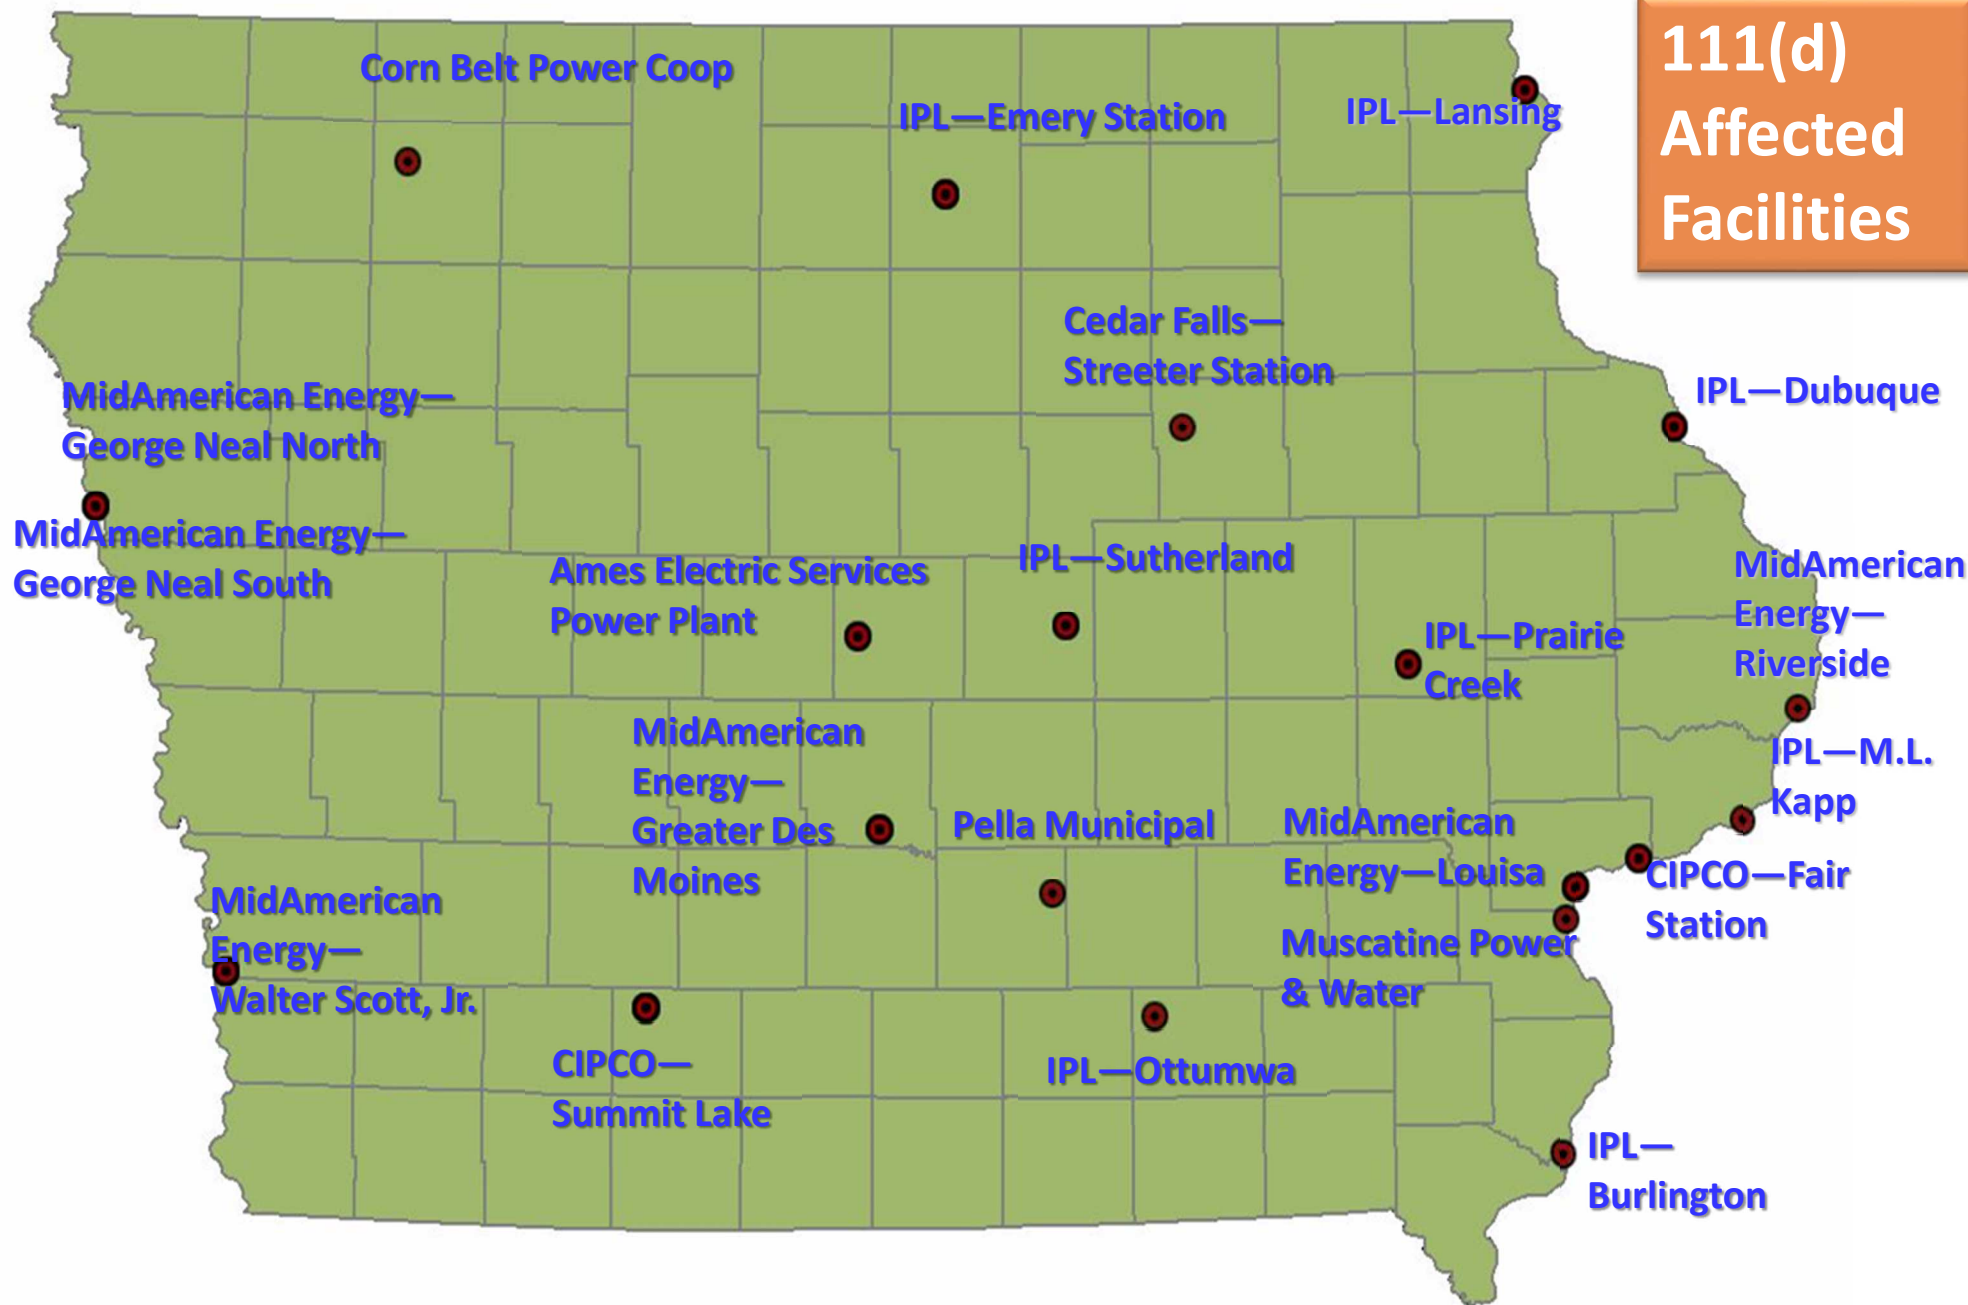 111(d)
Affected
Facilities
Corn Belt Power Coop
IPL—Emery Station
IPL—Lansing
Cedar Falls—
Streeter Station
IPL—Dubuque
MidAmerican Energy—
George Neal North
MidAmerican Energy—
George Neal South
Ames Electric Services
Power Plant
IPL—Sutherland
MidAmerican
Energy—
Riverside
IPL—Prairie
Creek
MidAmerican
Energy—
Greater Des
Moines
IPL—M.L.
Kapp
Pella Municipal
MidAmerican
Energy—Louisa
CIPCO—Fair
Station
MidAmerican
Energy—
Walter Scott, Jr.
Muscatine Power
& Water
CIPCO—
Summit Lake
IPL—Ottumwa
IPL—
Burlington